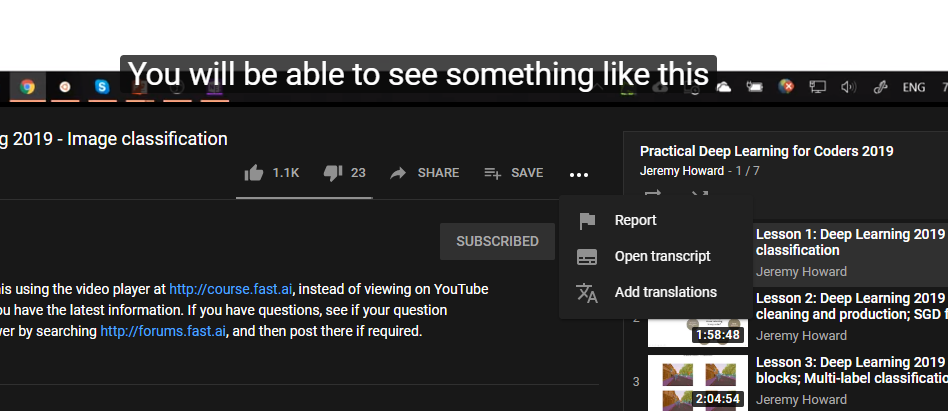 You will be able to see something like this
ENG
g 2019 - Image classification
1.1K
23
SHARE
SAVE
SUBSCRIBED
Report
Open transcript
Add translations
is using the video player at http://course.fast.ai, instead of viewing on YouTube
ou have the latest information. If you have questions, see if your question
er by searching http://forums.fast.ai, and then post there if required.
Practical Deep Learning for Coders 2019
Jeremy Howard - 1 / 7
Lesson 1: Deep Learning 2019
classification
Jeremy Howard
Lesson 2: Deep Learning 2019
cleaning and production; SGD f
Jeremy Howard
1:58:48
3
Lesson 3: Deep Learning 2019
blocks; Multi-label classificatio
Jeremy Howard
2:04:54